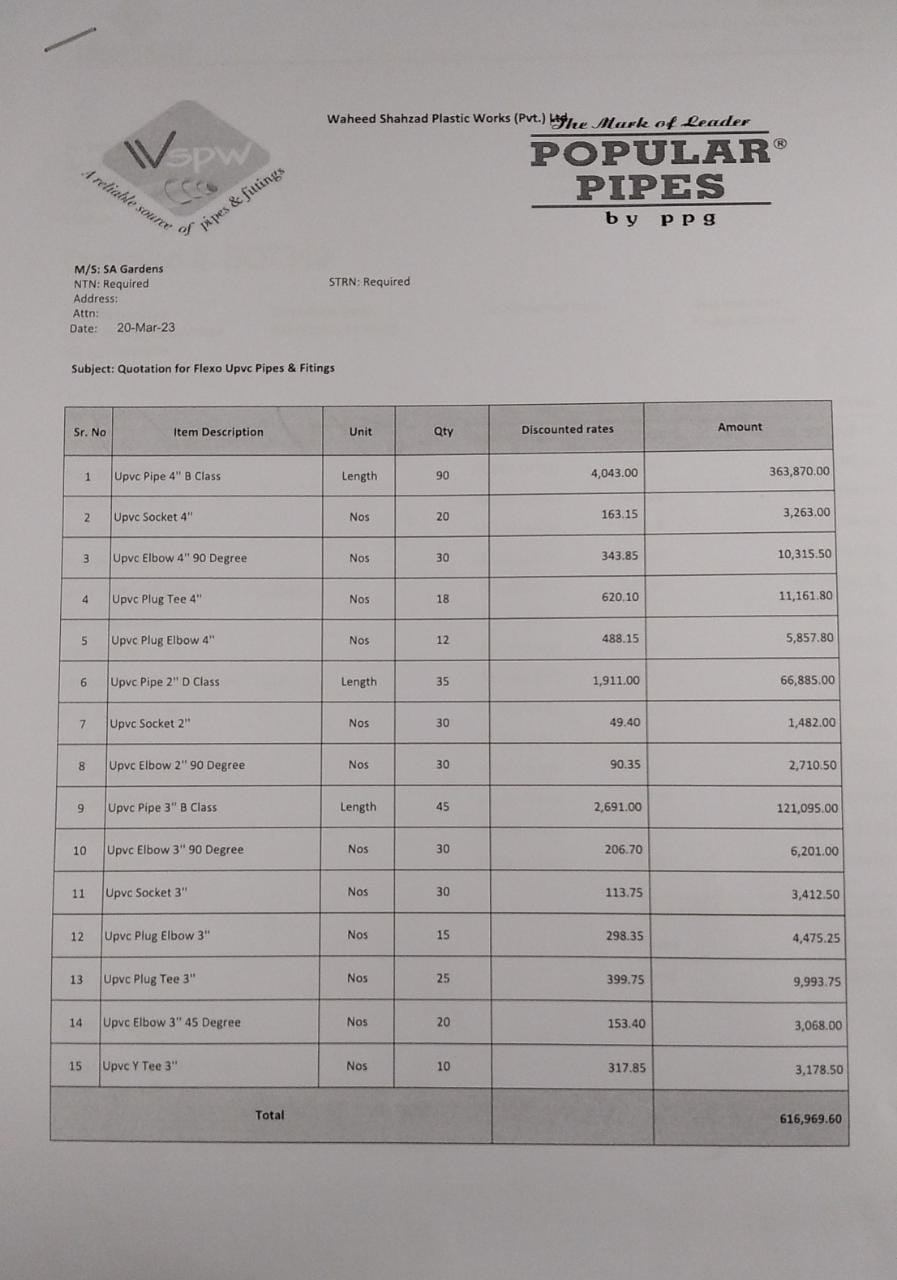 Waheed Shahzad Plastic Works (Pvt.) Ltd.
The Mark of Leader
Wspw
POPULAR®
PIPES
A reliable source of pipes & fittings
by ppg
M/S: SA Gardens
NTN: Required STRN: Required
Address:
Attn:
Date: 20-Mar-23
Subject: Quotation for Flexo Upvc Pipes & Fitings
Sr. No Item Description Unit Qty Discounted rates Amount
1 Upvc Pipe 4" B Class Length 90 4,043.00 363,870.00
2 Upvc Socket 4" Nos 20 163.15 3,263.00
3 Upvc Elbow 4" 90 Degree Nos 30 343.85 10,315.50
4 Upvc Plug Tee 4" Nos 18 620.10 11,161.80
5 Upvc Plug Elbow 4" Nos 12 488.15 5,857.80
6 Upvc Pipe 2" D Class Length 35 1,911.00 66,885.00
7 Upvc Socket 2" Nos 30 49.40 1,482.00
8 Upvc Elbow 2" 90 Degree Nos 30 90.35 2,710.50
9 Upvc Pipe 3" B Class Length 45 2,691.00 121,095.00
10 Upvc Elbow 3" 90 Degree Nos 30 206.70 6,201.00
11 Upvc Socket 3" Nos 30 113.75 3,412.50
12 Upvc Plug Elbow 3" Nos 15 298.35 4,475.25
13 Upvc Plug Tee 3" Nos 25 399.75 9,993.75
14 Upvc Elbow 3" 45 Degree Nos 20 153.40 3,068.00
15 Upvc Y Tee 3" Nos 10 317.85 3,178.50
Total 616,969.60